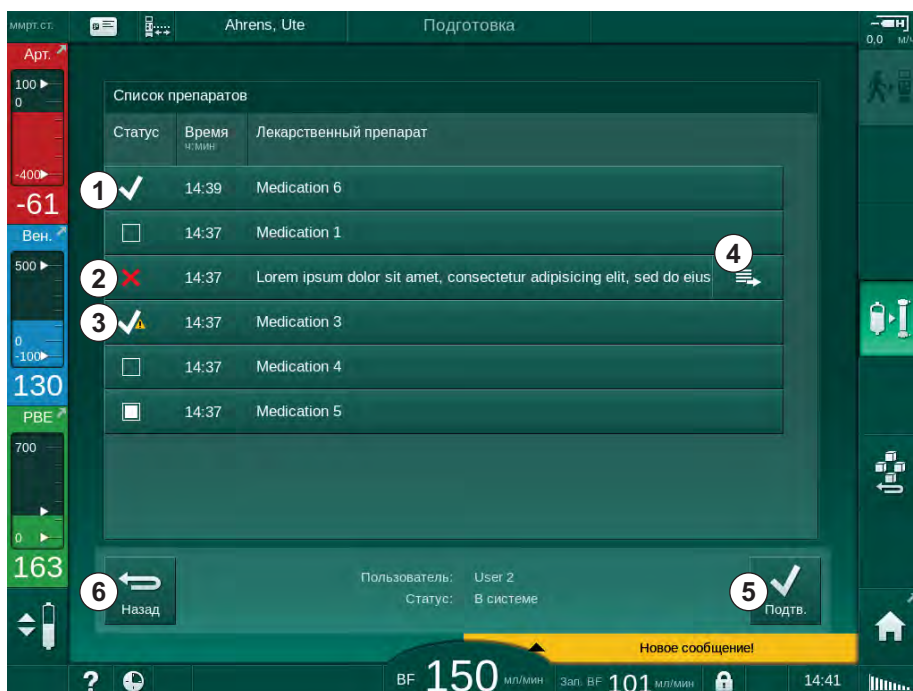 ммрт.ст.
Ahrens, Ute
Подготовка
0,0 м/ч
Арт.
100
0
-400
-61
Вен.
500
0
-100
130
PBE
700
0
163
Список препаратов
Статус Время Лекарственный препарат
ч:мин
1 14:39 Medication 6
14:37 Medication 1
2 14:37 Lorem ipsum dolor sit amet, consectetur adipisicing elit, sed do eius 4
3 14:37 Medication 3
14:37 Medication 4
14:37 Medication 5
Пользователь: User 2
Статус: В системе
6 Назад
5 Подтв.
Новое сообщение!
? BF 150 мл/мин Зап. BF 101 мл/мин 14:41